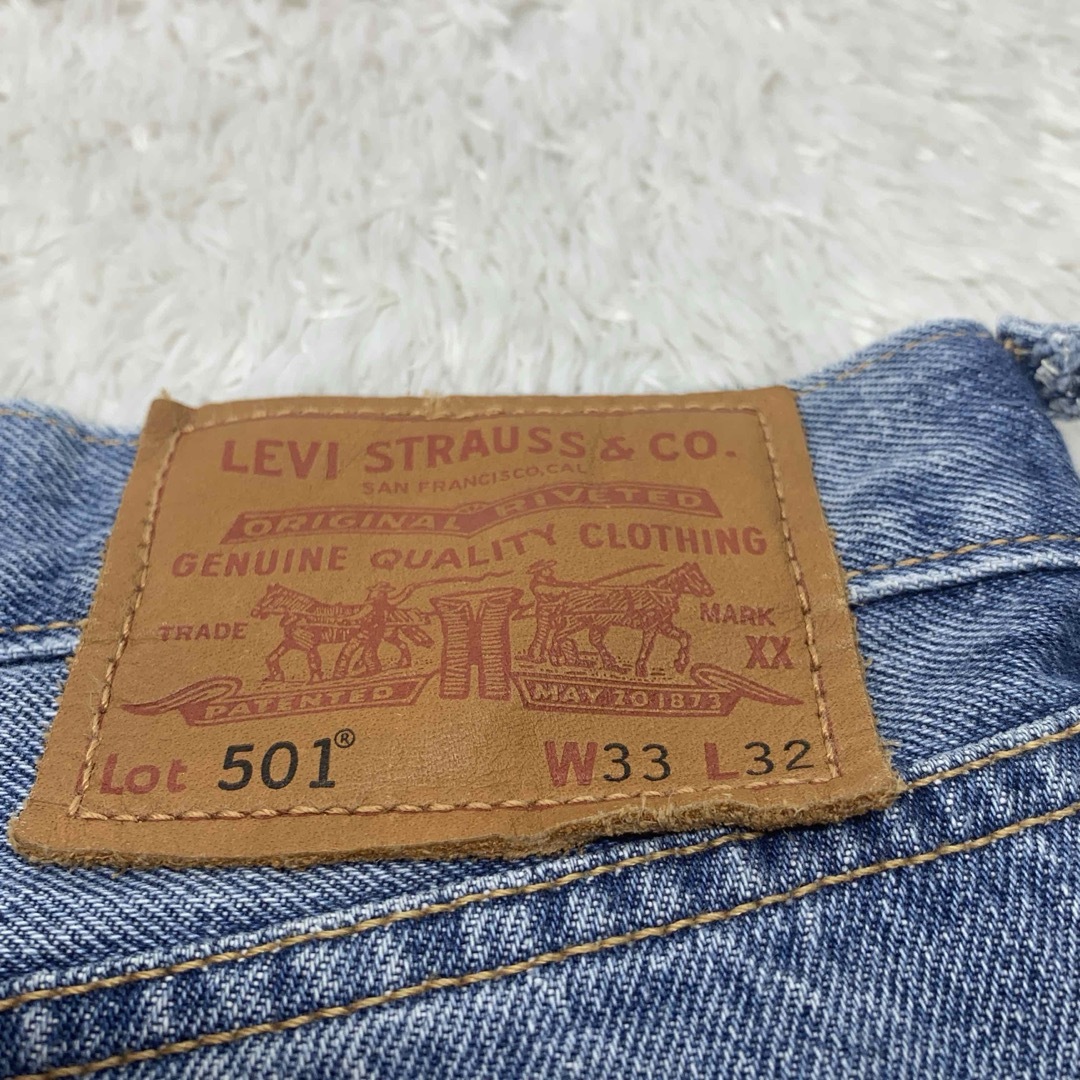 LEVI STRAUSS & CO.
SAN FRANCISCO, CAL
ORIGINAL RIVETED
GENUINE QUALITY CLOTHING
TRADE MARK
XX
PATENTED MAY 20 1873
Lot 501® W33 L32